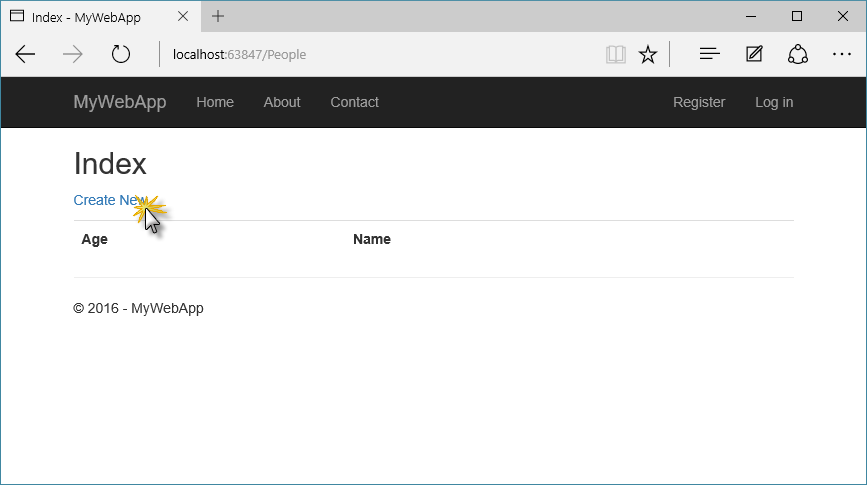 Index - MyWebApp
localhost:63847/People
MyWebApp Home About Contact Register Log in
Index
Create New
Age Name
© 2016 - MyWebApp